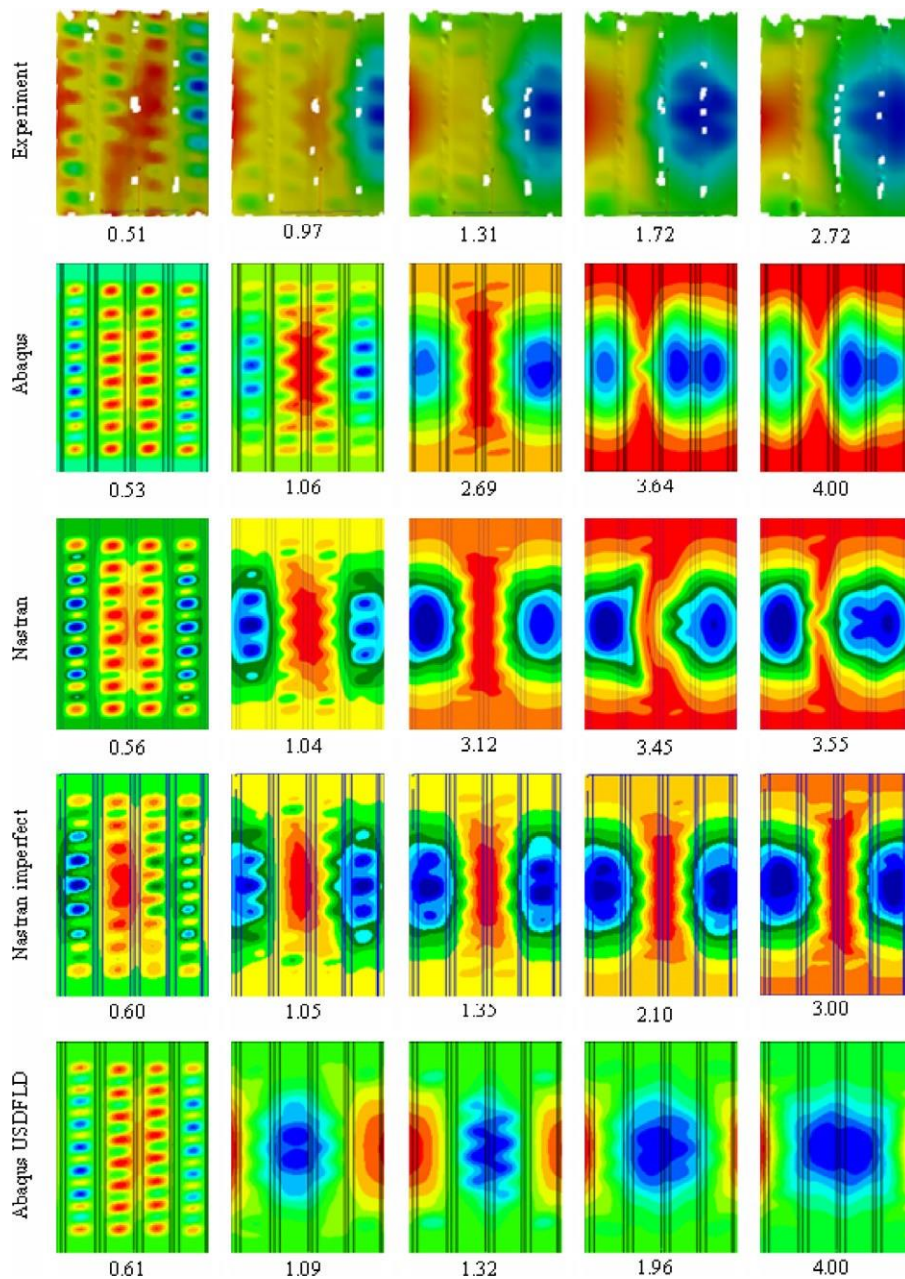 Experiment
0.51 0.97 1.31 1.72 2.72
Abaqus
0.53 1.06 2.69 3.64 4.00
Nastran
0.56 1.04 3.12 3.45 3.55
Nastran imperfect
0.60 1.05 1.35 2.10 3.00
Abaqus USDFLD
0.61 1.09 1.32 1.96 4.00